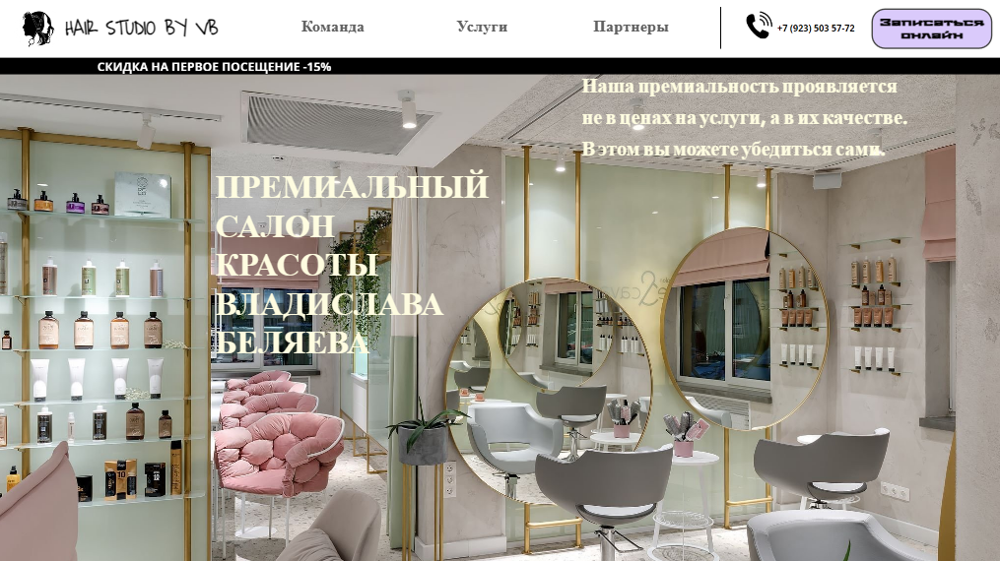 HAIR STUDIO BY VB
Команда
Услуги
Партнеры
+7 (923) 503 57-72
Записаться
онлайн
СКИДКА НА ПЕРВОЕ ПОСЕЩЕНИЕ -15%
Наша премиальность проявляется
не в ценах на услуги, а в их качестве.
В этом вы можете убедиться сами.
ПРЕМИАЛЬНЫЙ
САЛОН
КРАСОТЫ
ВЛАДИСЛАВА
БЕЛЯЕВА